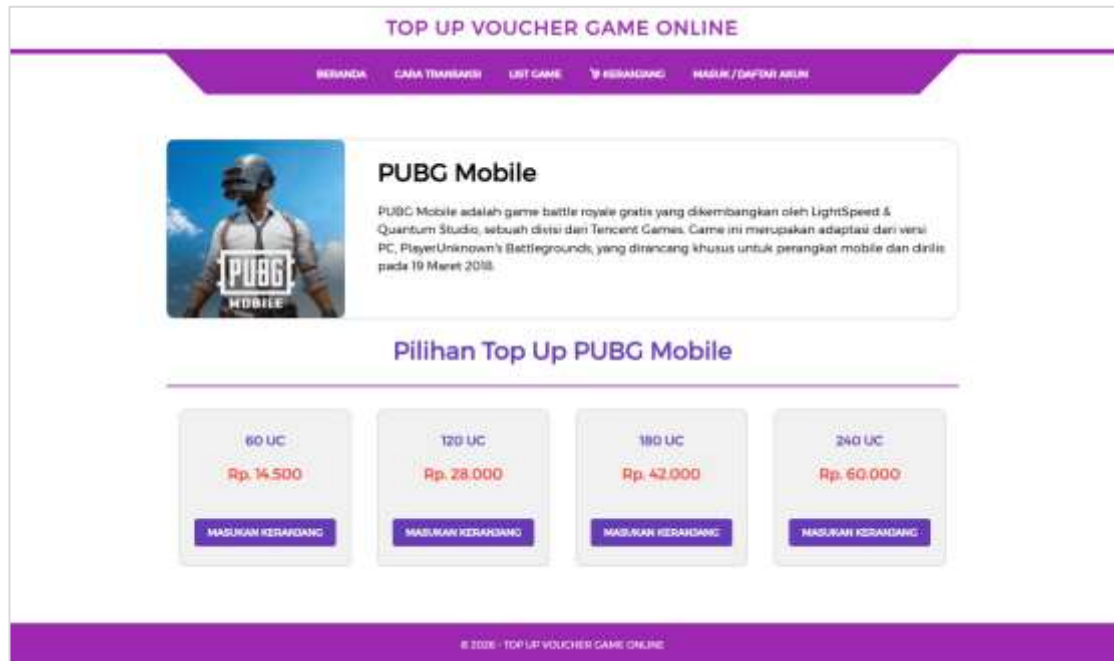 TOP UP VOUCHER GAME ONLINE
BERANDA CARA TRANSAKSI LIST GAME KERANJANG MASUK / DAFTAR AKUN
PUBG
MOBILE
PUBG Mobile
PUBG Mobile adalah game battle royale gratis yang dikembangkan oleh LightSpeed &
Quantum Studio, sebuah divisi dari Tencent Games. Game ini merupakan adaptasi dari versi
PC, PlayerUnknown's Battlegrounds, yang dirancang khusus untuk perangkat mobile dan dirilis
pada 19 Maret 2018.
Pilihan Top Up PUBG Mobile
60 UC 120 UC 180 UC 240 UC
Rp. 14.500 Rp. 28.000 Rp. 42.000 Rp. 60.000
MASUKAN KERANJANG MASUKAN KERANJANG MASUKAN KERANJANG MASUKAN KERANJANG
© 2026 - TOP UP VOUCHER GAME ONLINE